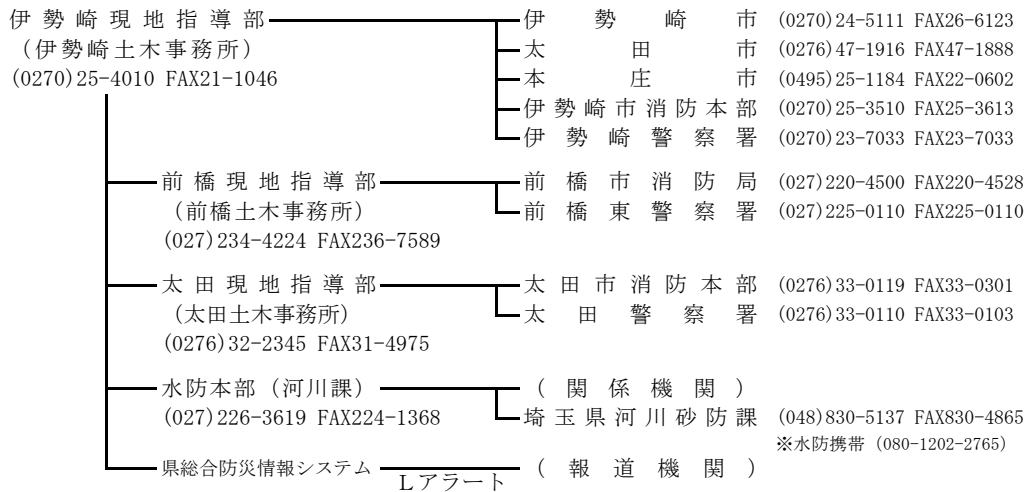 伊勢崎現地指導部 伊勢崎市 (0270)24-5111 FAX26-6123
（伊勢崎土木事務所） 太田市 (0276)47-1916 FAX47-1888
(0270)25-4010 FAX21-1046 本庄市 (0495)25-1184 FAX22-0602
伊勢崎市消防本部 (0270)25-3510 FAX25-3613
伊勢崎警察署 (0270)23-7033 FAX23-7033
前橋現地指導部 前橋市消防局 (027)220-4500 FAX220-4528
（前橋土木事務所） 前橋東警察署 (027)225-0110 FAX225-0110
(027)234-4224 FAX236-7589
太田現地指導部 太田市消防本部 (0276)33-0119 FAX33-0301
（太田土木事務所） 太田警察署 (0276)33-0110 FAX33-0103
(0276)32-2345 FAX31-4975
水防本部（河川課） （関係機関）
(027)226-3619 FAX224-1368 埼玉県河川砂防課 (048)830-5137 FAX830-4865
※水防携帯（080-1202-2765）
県総合防災情報システム （報道機関）
Ｌアラート